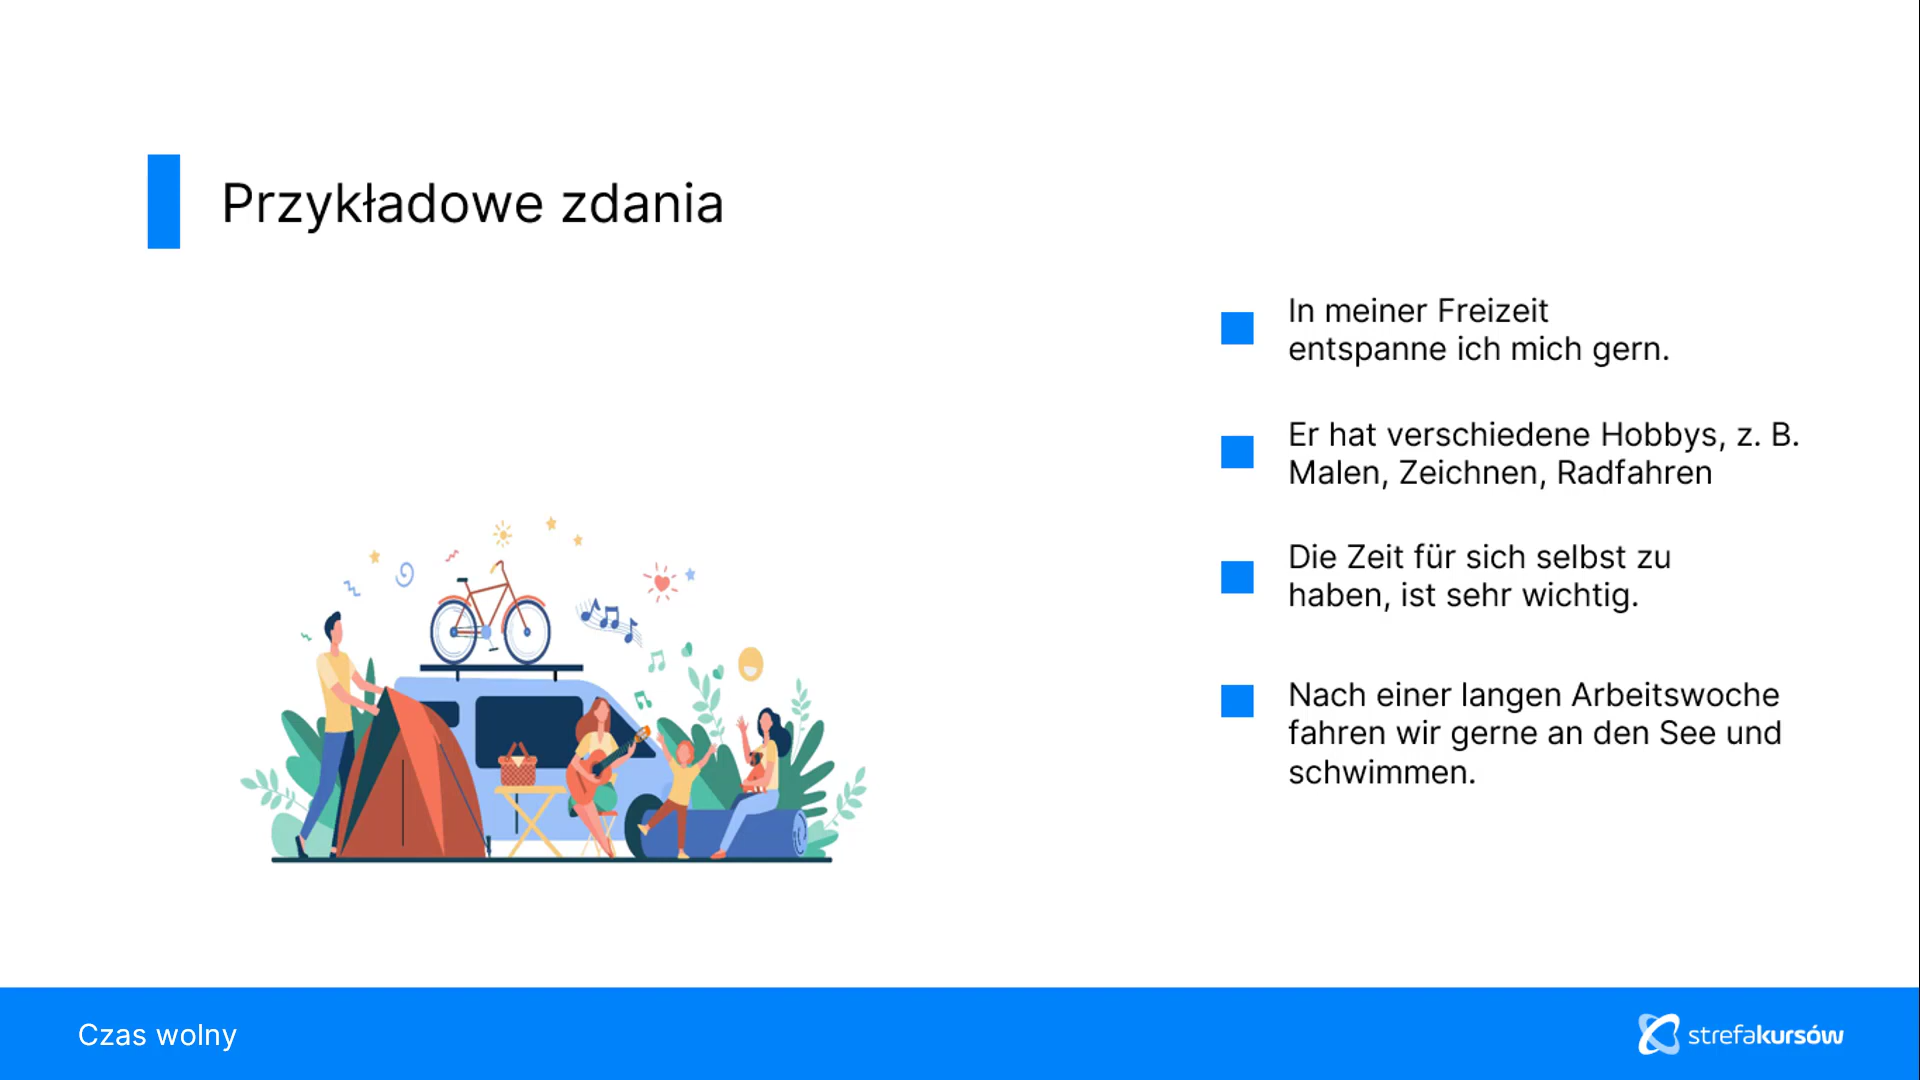 Przykładowe zdania
In meiner Freizeit
entspanne ich mich gern.
Er hat verschiedene Hobbys, z. B.
Malen, Zeichnen, Radfahren
Die Zeit für sich selbst zu
haben, ist sehr wichtig.
Nach einer langen Arbeitswoche
fahren wir gerne an den See und
schwimmen.
Czas wolny
strefakursów